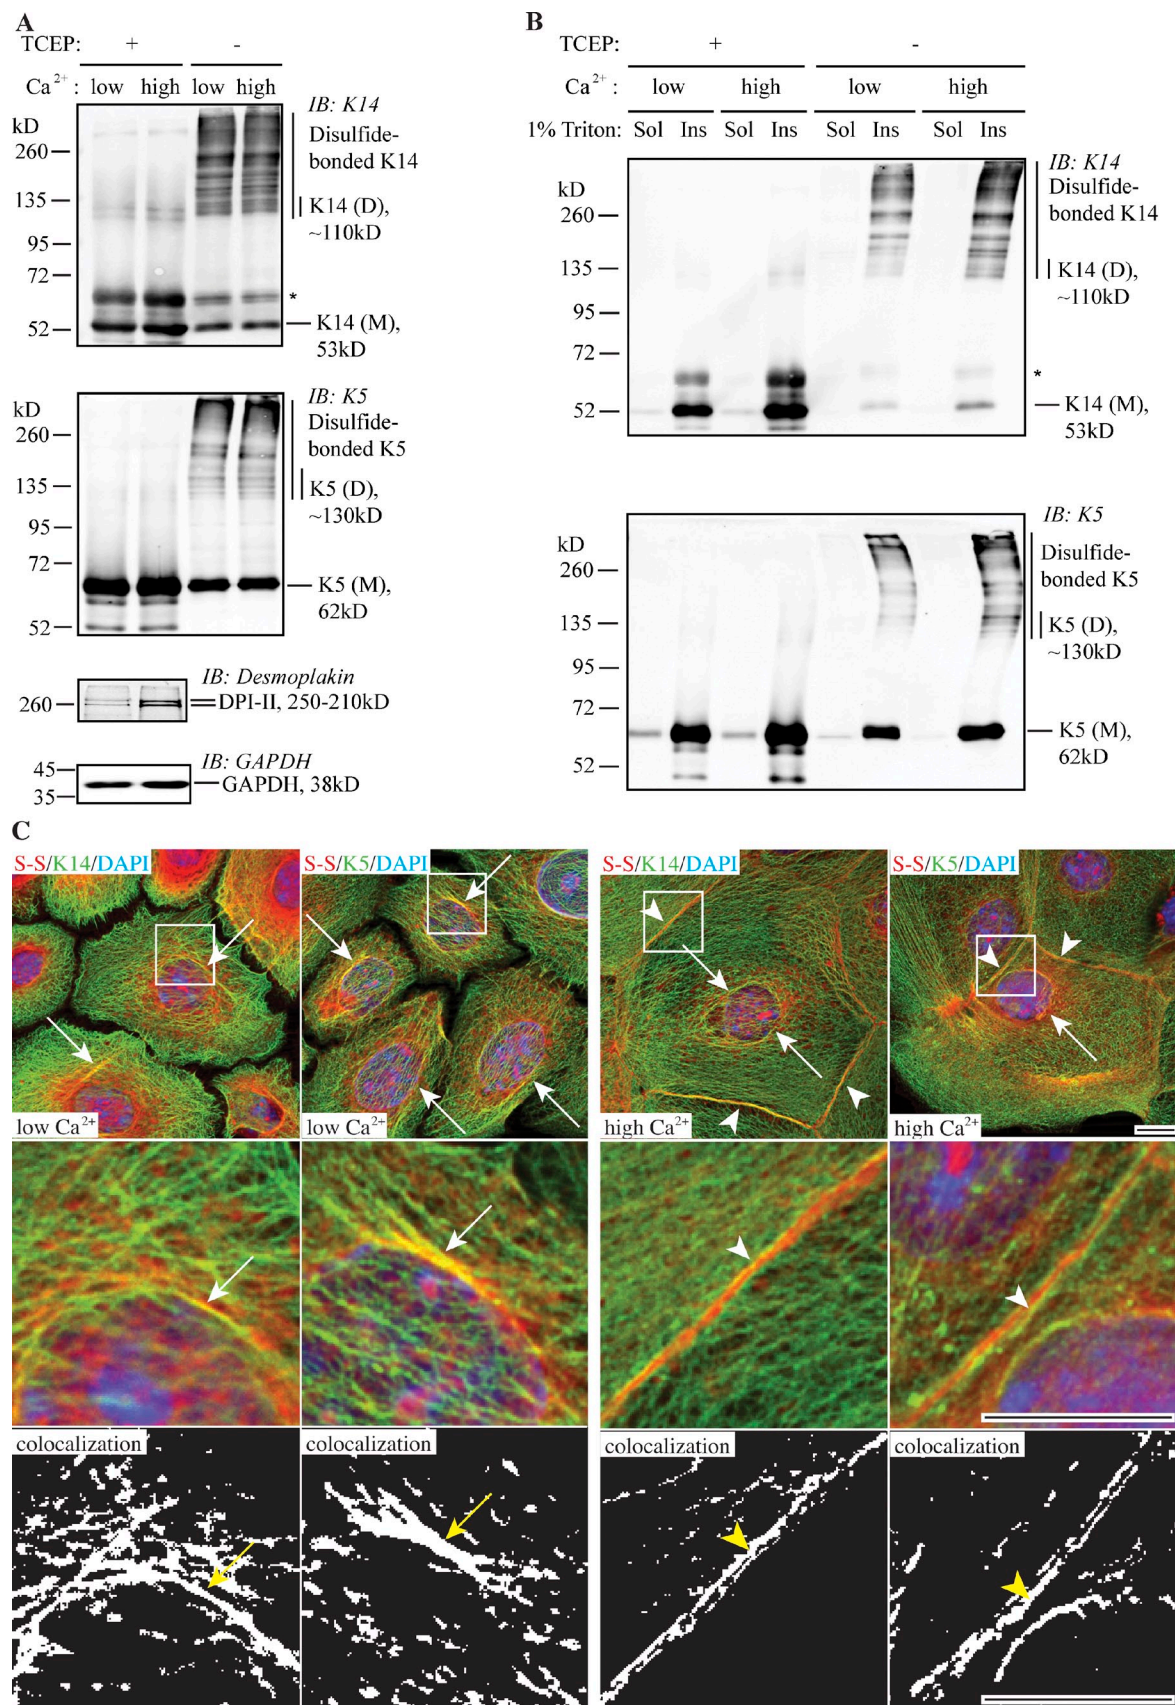 A
TCEP: + -
Ca²⁺ : low high low high
kD
IB: K14
Disulfide-
bonded K14
260
135
K14 (D),
~110kD
95
72
*
52
K14 (M),
53kD
kD
IB: K5
Disulfide-
bonded K5
260
135
K5 (D),
~130kD
95
72
K5 (M),
62kD
52
IB: Desmoplakin
260
DPI-II, 250-210kD
IB: GAPDH
45
GAPDH, 38kD
35
B
TCEP: + -
Ca²⁺ : low high low high
1% Triton: Sol Ins Sol Ins Sol Ins Sol Ins
kD
IB: K14
Disulfide-
bonded K14
260
135
K14 (D),
~110kD
95
72
*
52
K14 (M),
53kD
kD
IB: K5
Disulfide-
bonded K5
260
135
K5 (D),
~130kD
95
72
K5 (M),
62kD
52
C
S-S/K14/DAPI S-S/K5/DAPI S-S/K14/DAPI S-S/K5/DAPI
low Ca²⁺ low Ca²⁺ high Ca²⁺ high Ca²⁺
colocalization colocalization colocalization colocalization